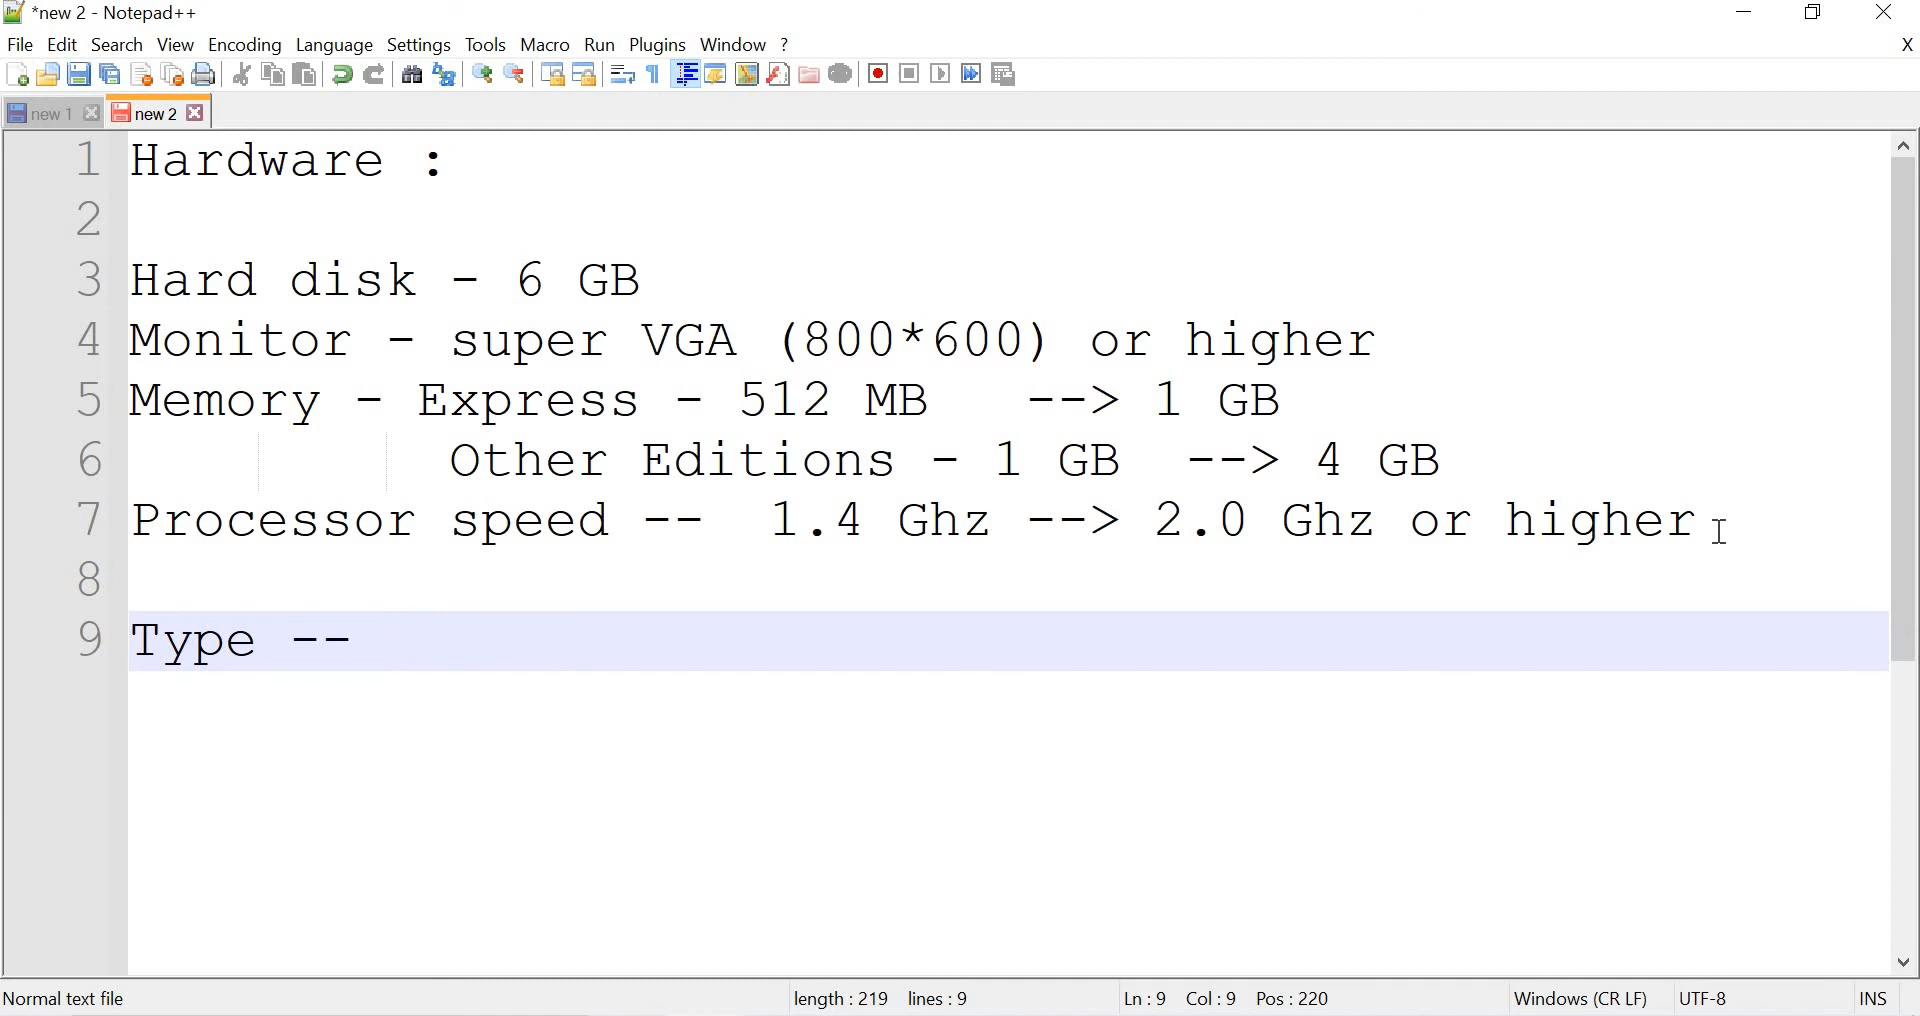 *new 2 - Notepad++
File Edit Search View Encoding Language Settings Tools Macro Run Plugins Window ? X
new 1 new 2
1 Hardware :
2
3 Hard disk - 6 GB
4 Monitor - super VGA (800*600) or higher
5 Memory - Express - 512 MB --> 1 GB
6 Other Editions - 1 GB --> 4 GB
7 Processor speed -- 1.4 Ghz --> 2.0 Ghz or higher
8
9 Type --
Normal text file length : 219 lines : 9 Ln : 9 Col : 9 Pos : 220 Windows (CR LF) UTF-8 INS